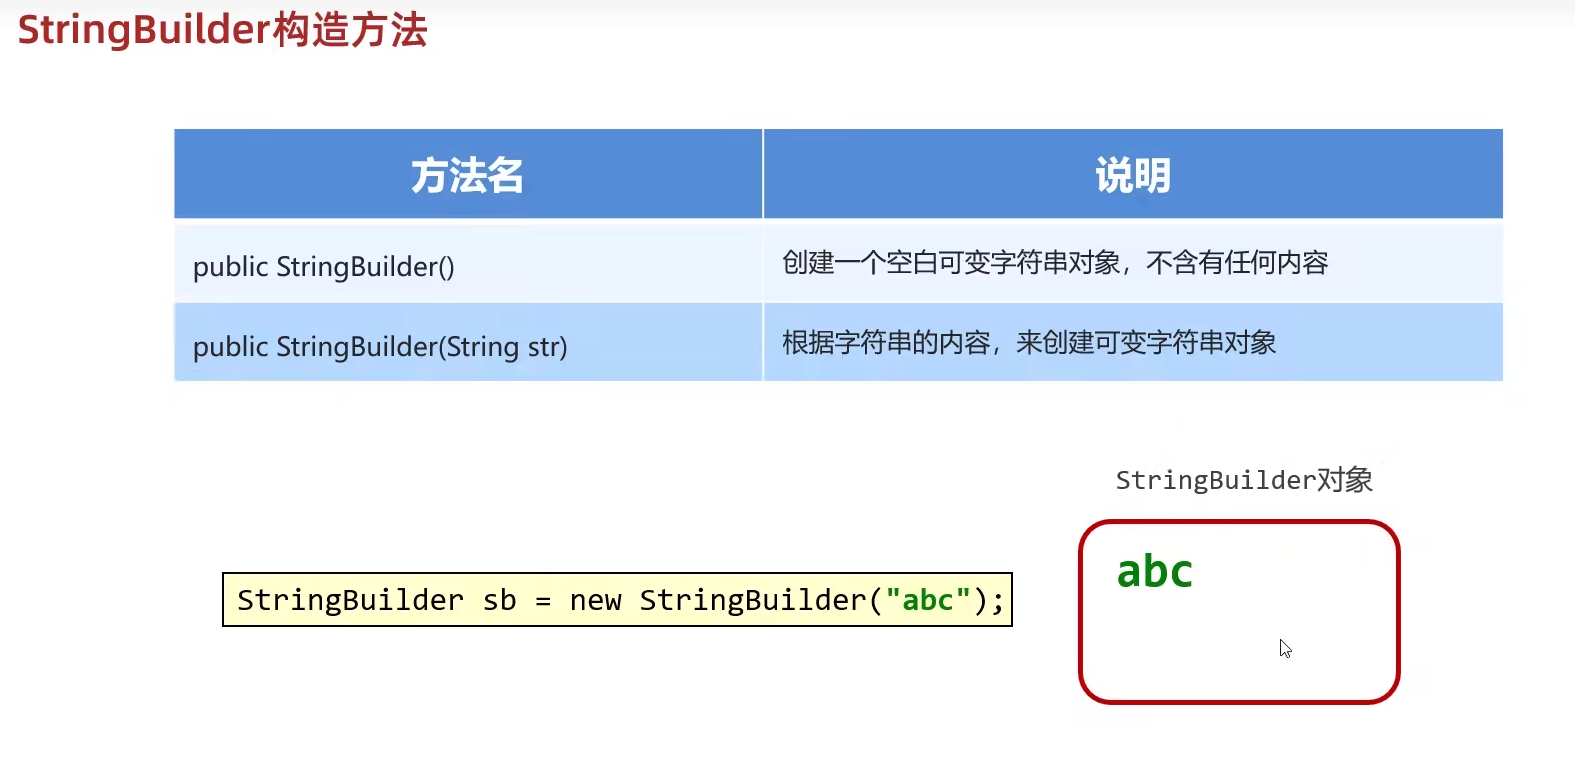 StringBuilder构造方法
方法名 说明
public StringBuilder() 创建一个空白可变字符串对象，不含有任何内容
public StringBuilder(String str) 根据字符串的内容，来创建可变字符串对象
StringBuilder对象
abc
StringBuilder sb = new StringBuilder("abc");